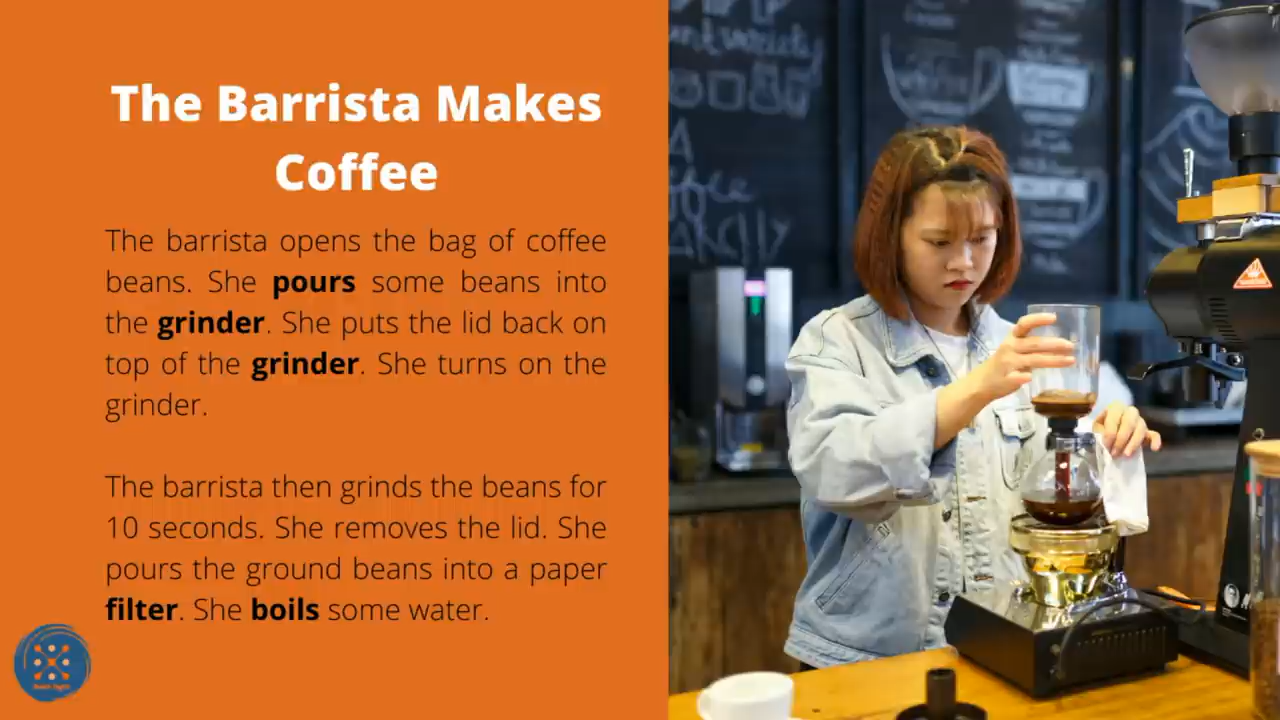 The Barrista Makes
Coffee
The barrista opens the bag of coffee
beans. She pours some beans into
the grinder. She puts the lid back on
top of the grinder. She turns on the
grinder.
The barrista then grinds the beans for
10 seconds. She removes the lid. She
pours the ground beans into a paper
filter. She boils some water.